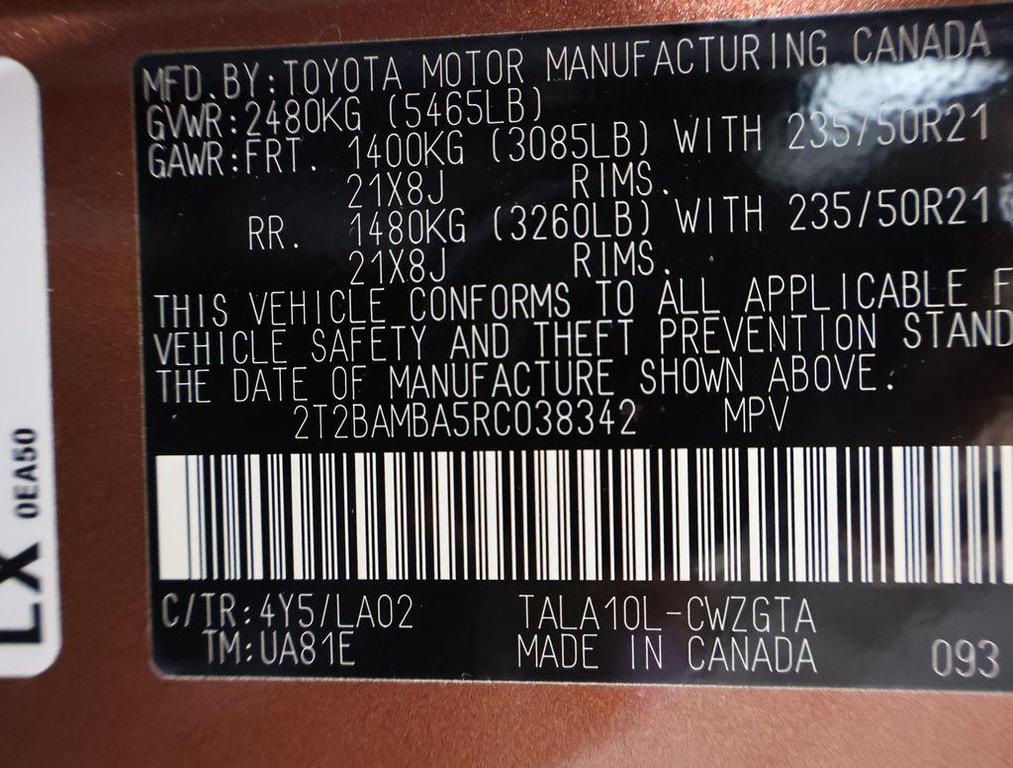 MFD. BY: TOYOTA MOTOR MANUFACTURING CANADA
GVWR: 2480KG (5465LB)
GAWR: FRT. 1400KG (3085LB) WITH 235/50R21
21X8J RIMS.
RR. 1480KG (3260LB) WITH 235/50R21
21X8J RIMS.
THIS VEHICLE CONFORMS TO ALL APPLICABLE F
VEHICLE SAFETY AND THEFT PREVENTION STAND
THE DATE OF MANUFACTURE SHOWN ABOVE.
2T2BAMBA5RC038342 MPV
C/TR: 4Y5/LA02 TALA10L-CWZGTA
TM: UA81E MADE IN CANADA 093
LX 0EA50